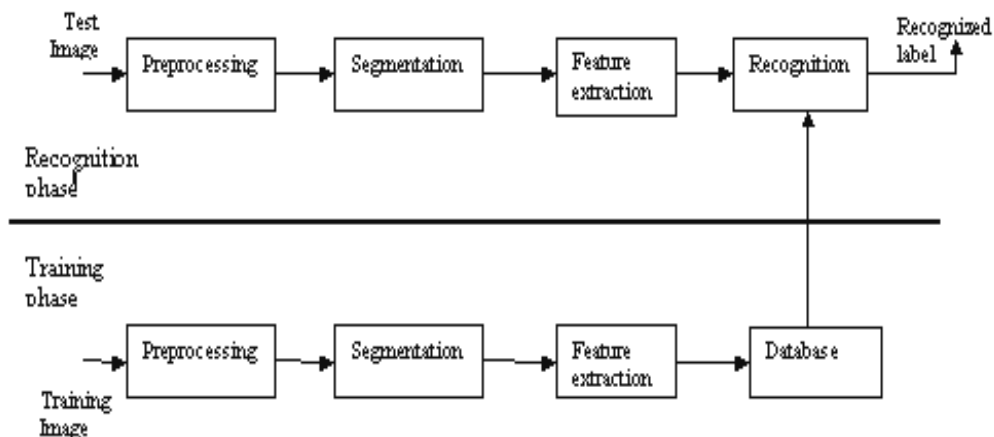 Test
Image
Preprocessing
Segmentation
Feature
extraction
Recognition
Recognized
label
Recognition
phase
Training
phase
Preprocessing
Segmentation
Feature
extraction
Database
Training
Image